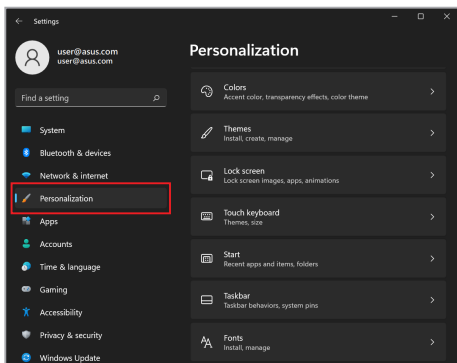 Settings
user@asus.com
user@asus.com
Find a setting
System
Bluetooth & devices
Network & internet
Personalization
Apps
Accounts
Time & language
Gaming
Accessibility
Privacy & security
Windows Update
Personalization
Colors
Accent color, transparency effects, color theme
Themes
Install, create, manage
Lock screen
Lock screen images, apps, animations
Touch keyboard
Themes, size
Start
Recent apps and items, folders
Taskbar
Taskbar behaviors, system pins
Fonts
Install, manage